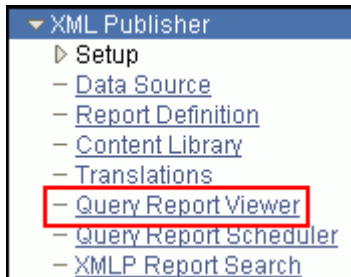 XML Publisher
Setup
Data Source
Report Definition
Content Library
Translations
Query Report Viewer
Query Report Scheduler
XMLP Report Search